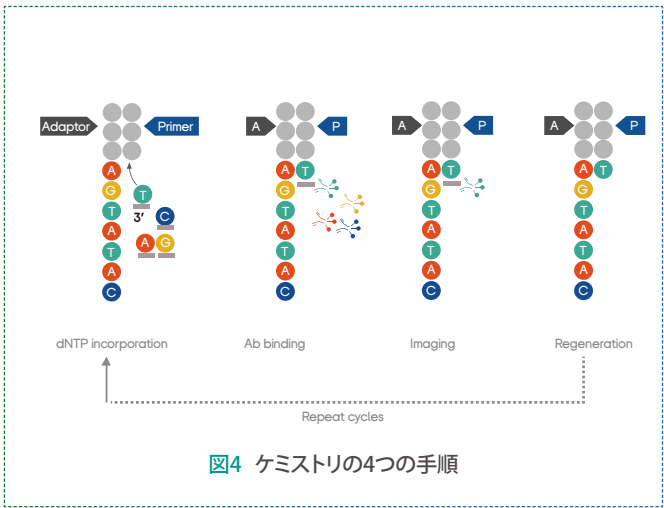 Adaptor Primer
A
G
T
A
T
A
C
T
3′
C
A G
A P
A T
G
T
A
T
A
C
A P
A T
G
T
A
T
A
C
A P
A T
G
T
A
T
A
C
dNTP incorporation
Ab binding
Imaging
Regeneration
Repeat cycles
図4 ケミストリの4つの手順